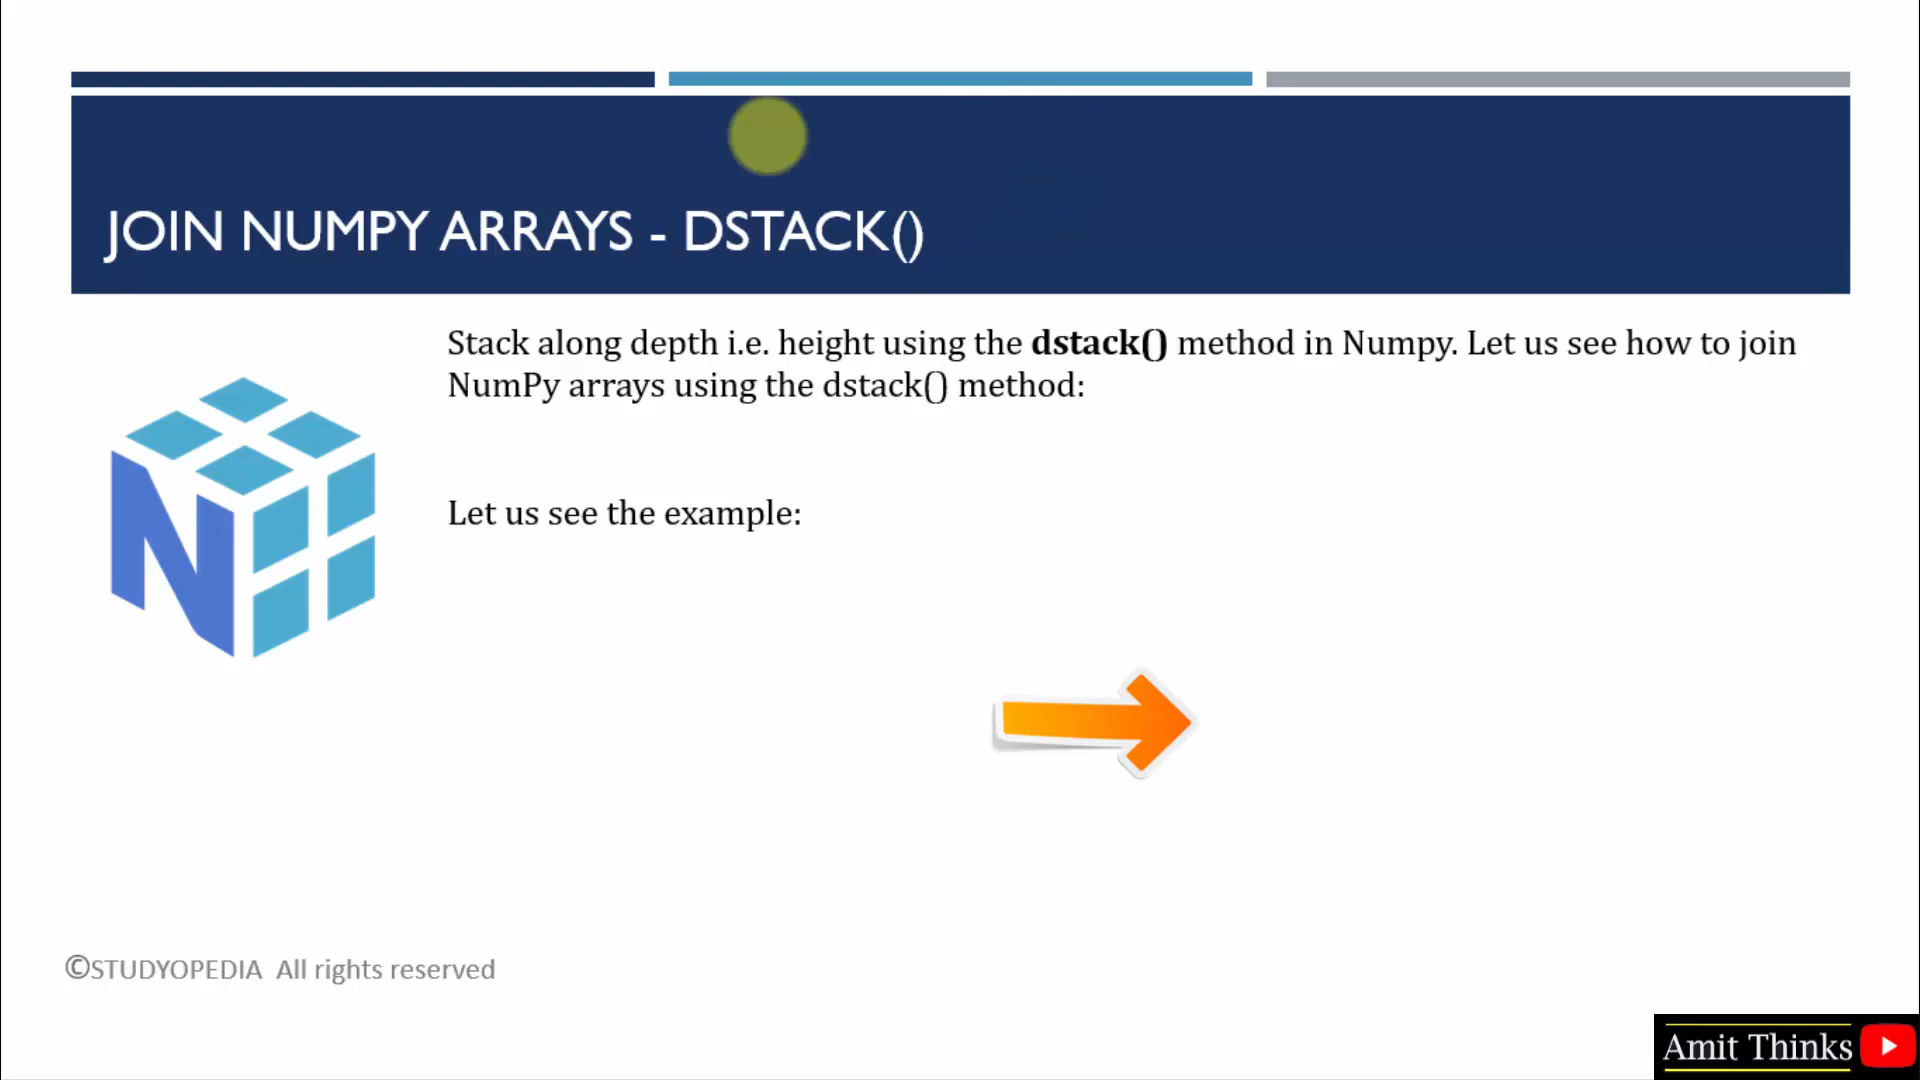 JOIN NUMPY ARRAYS - DSTACK()
Stack along depth i.e. height using the dstack() method in Numpy. Let us see how to join
NumPy arrays using the dstack() method:
Let us see the example:
©STUDYOPEDIA All rights reserved
Amit Thinks